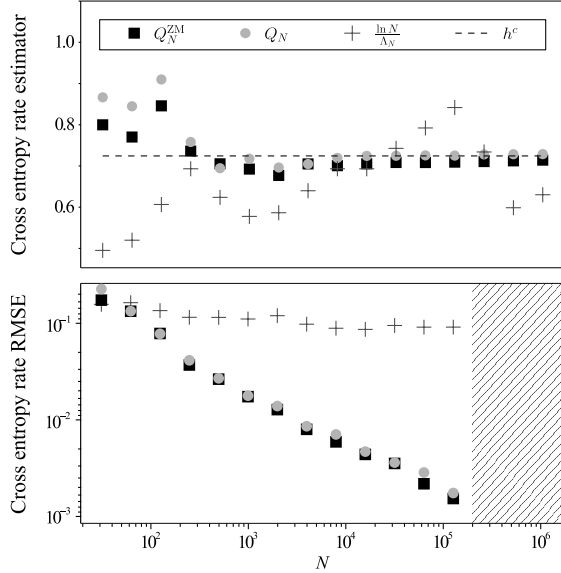 Q_N^ZM Q_N ln N / Λ_N h^c
Cross entropy rate estimator
1.0
0.8
0.6
Cross entropy rate RMSE
10^−1
10^−2
10^−3
10^2 10^3 10^4 10^5 10^6
N